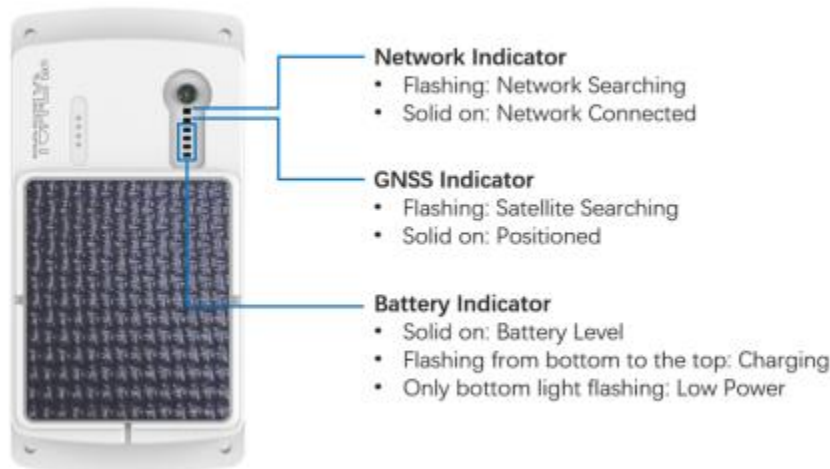 Network Indicator
• Flashing: Network Searching
• Solid on: Network Connected
GNSS Indicator
• Flashing: Satellite Searching
• Solid on: Positioned
Battery Indicator
• Solid on: Battery Level
• Flashing from bottom to the top: Charging
• Only bottom light flashing: Low Power